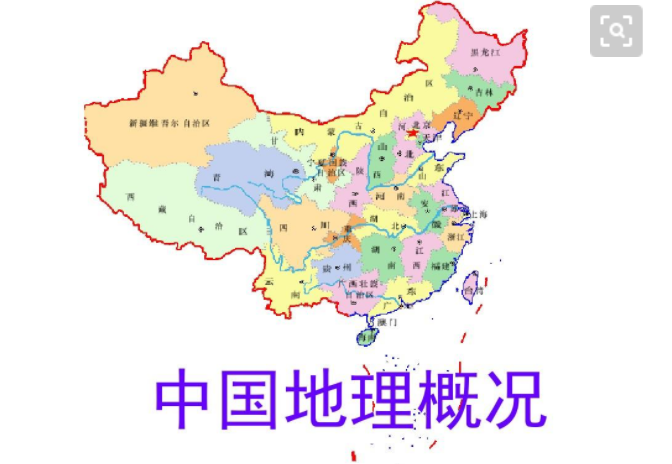 黑龙江
吉林
辽宁
内蒙古自治区
新疆维吾尔自治区
北京
天津
河北
山西
山东
宁夏回族自治区
甘肃
青海
陕西
河南
江苏
西藏自治区
四川
重庆
湖北
安徽
上海
浙江
湖南
江西
福建
贵州
云南
广西壮族自治区
广东
台湾
澳门
海南
中国地理概况